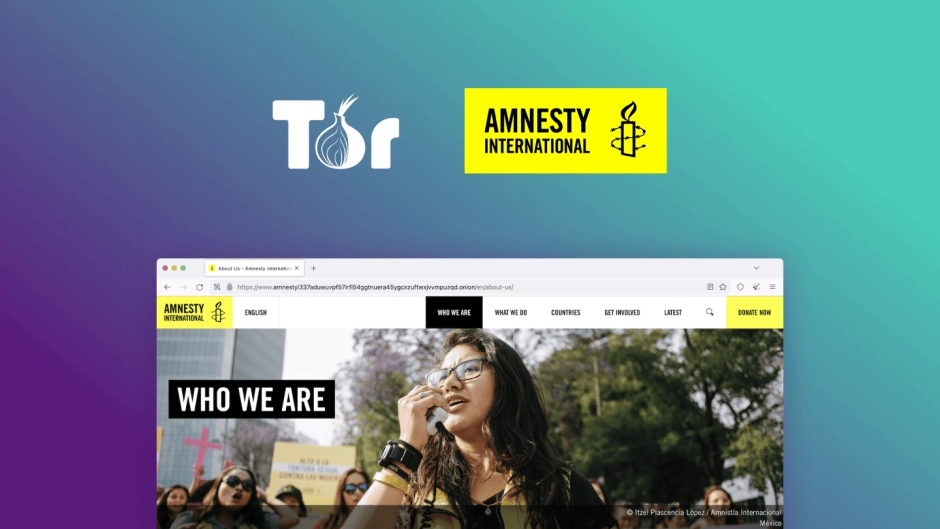 Tor
AMNESTY
INTERNATIONAL
About Us - Amnesty Internation
https://www.amnestyl337aduwuvpf57irfl54ggtnuera45ygcxzuftwxjvvmpuzqd.onion/en/about-us/
AMNESTY
INTERNATIONAL
ENGLISH
WHO WE ARE
WHAT WE DO
COUNTRIES
GET INVOLVED
LATEST
DONATE NOW
WHO WE ARE
ALTO A LA
TORTURA SEXUAL
CONTRA LAS MUJERES
© Itzel Plascencia López / Amnistía Internacional
México